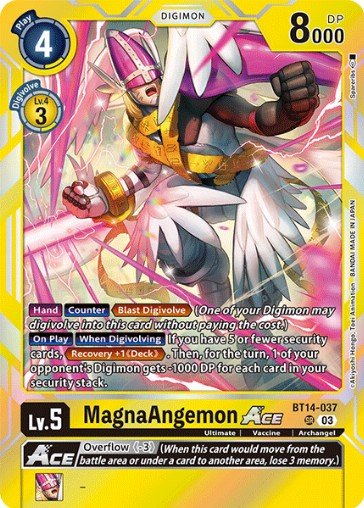 DIGIMON
Play
4
DP
8000
Digivolve
Lv.4
3
Spareribs
©Akiyoshi Hongo, Toei Animation ・BANDAI MADE IN JAPAN
Hand Counter Blast Digivolve (One of your Digimon may
digivolve into this card without paying the cost.)
On Play When Digivolving If you have 5 or fewer security
cards, Recovery +1《Deck》. Then, for the turn, 1 of your
opponent's Digimon gets -1000 DP for each card in your
security stack.
Lv.5 MagnaAngemon ACE
BT14-037
SR 03
Ultimate Vaccine Archangel
ACE Overflow《-3》 (When this card would move from the
battle area or under a card to another area, lose 3 memory.)
-